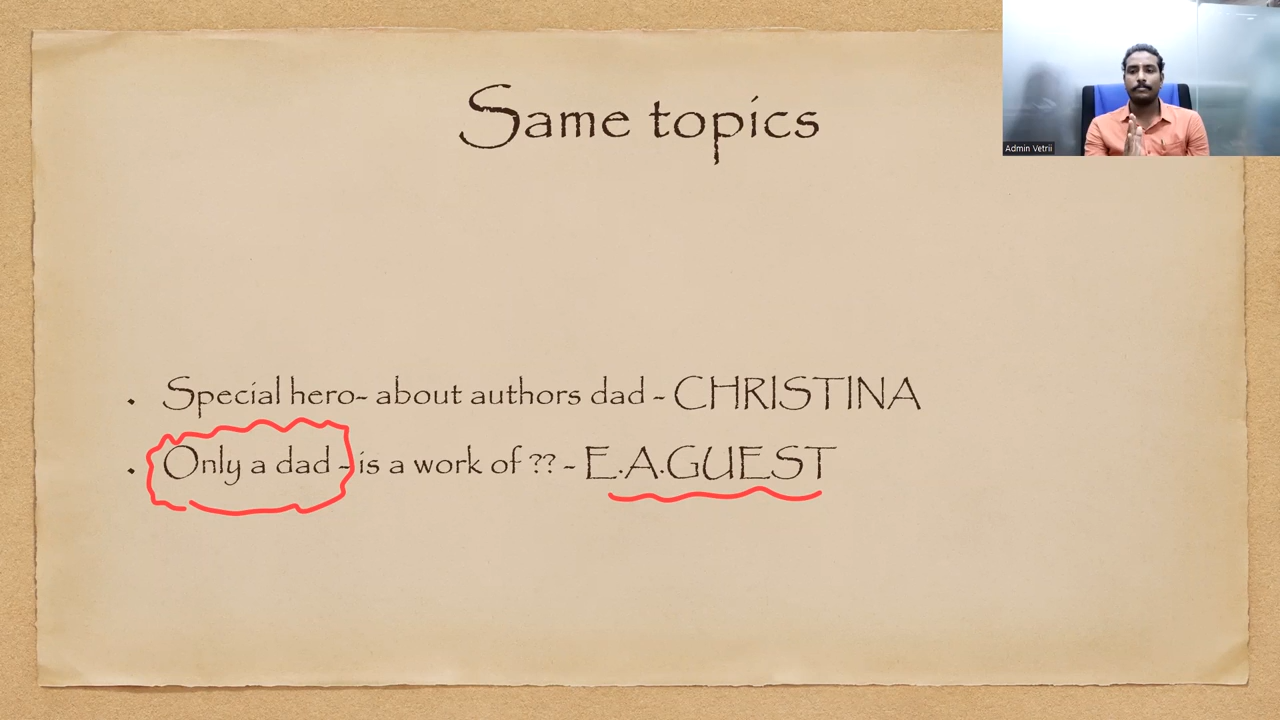 Same topics
Admin Vetrii
• Special hero- about authors dad - CHRISTINA
• Only a dad - is a work of ?? - E.A.GUEST